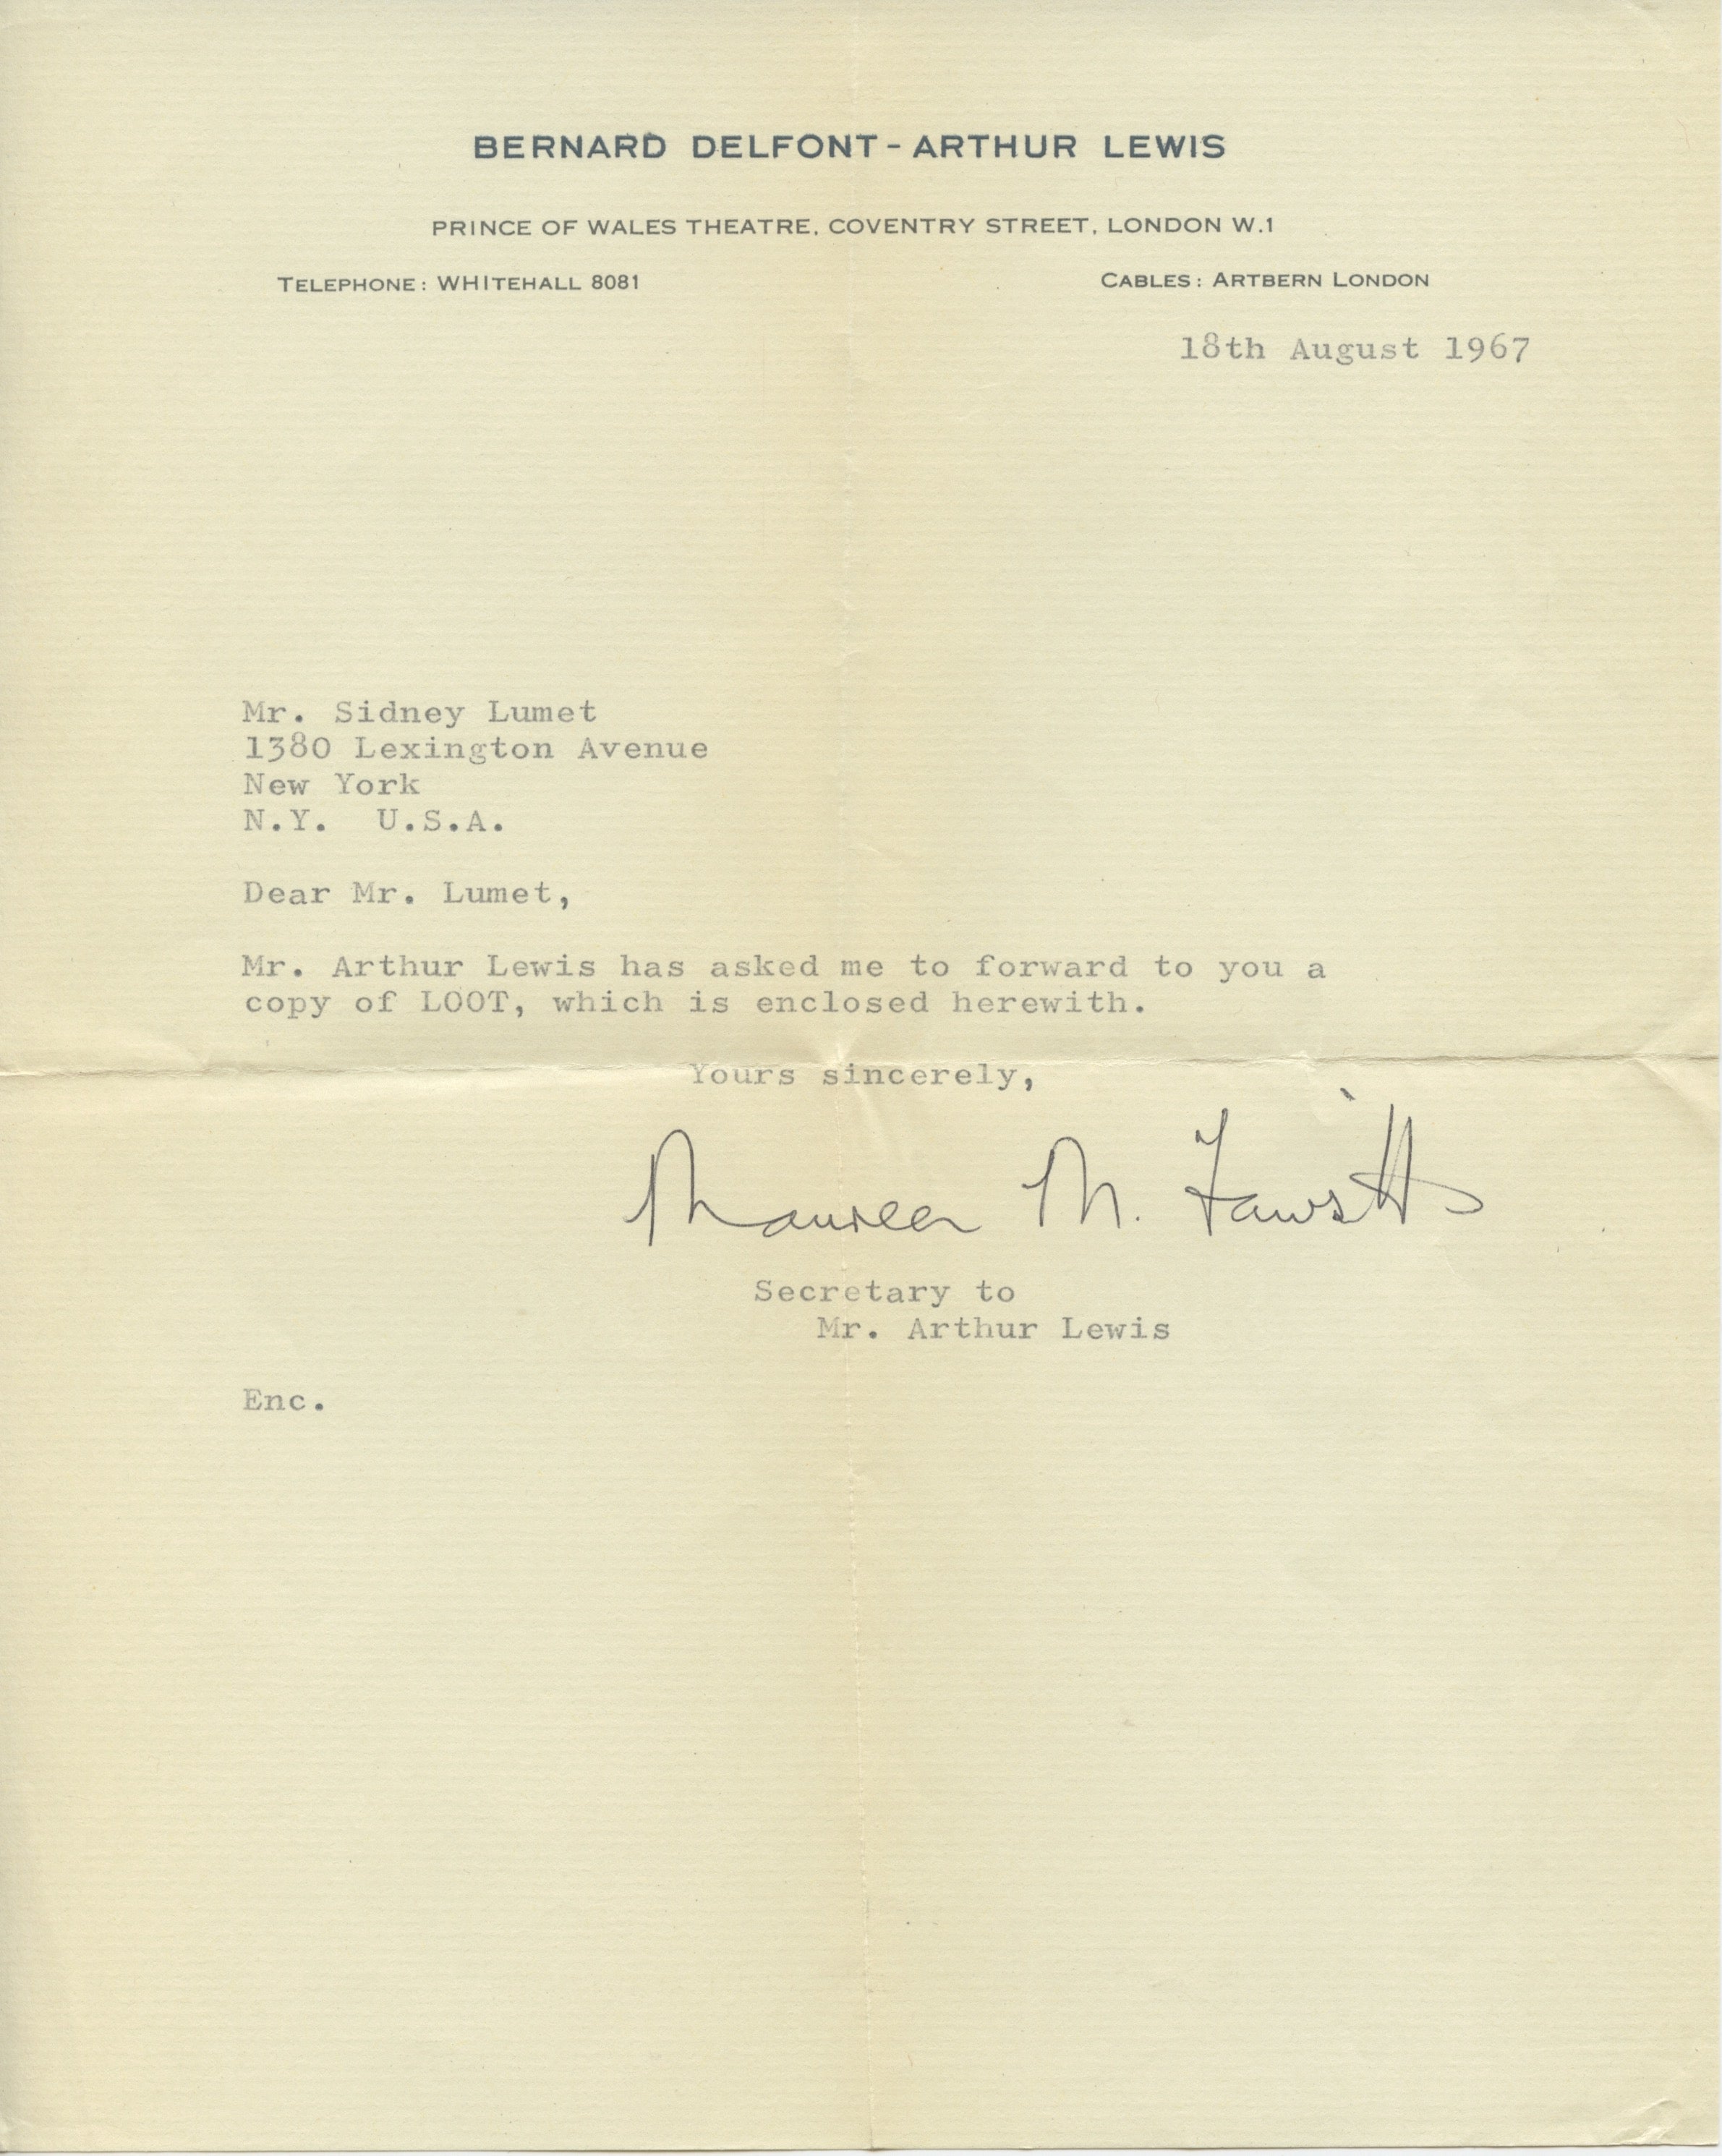 BERNARD DELFONT - ARTHUR LEWIS
PRINCE OF WALES THEATRE, COVENTRY STREET, LONDON W.1
TELEPHONE: WHITEHALL 8081
CABLES: ARTBERN LONDON
18th August 1967
Mr. Sidney Lumet
1380 Lexington Avenue
New York
N.Y. U.S.A.
Dear Mr. Lumet,
Mr. Arthur Lewis has asked me to forward to you a
copy of LOOT, which is enclosed herewith.
Yours sincerely,
Maureen M.
Secretary to
Mr. Arthur Lewis
Enc.